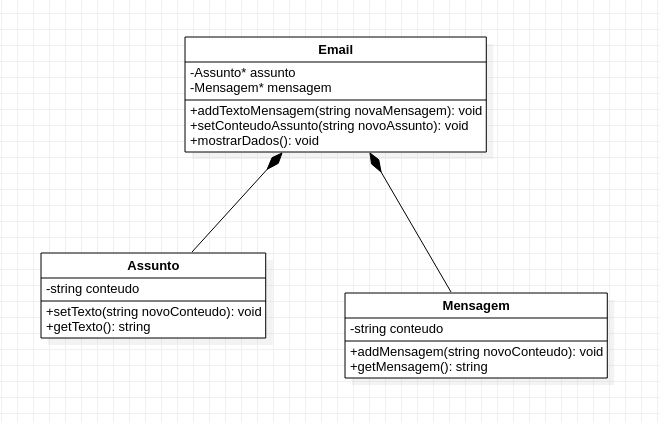 Email
-Assunto* assunto
-Mensagem* mensagem
+addTextoMensagem(string novaMensagem): void
+setConteudoAssunto(string novoAssunto): void
+mostrarDados(): void
Assunto
-string conteudo
+setTexto(string novoConteudo): void
+getTexto(): string
Mensagem
-string conteudo
+addMensagem(string novoConteudo): void
+getMensagem(): string